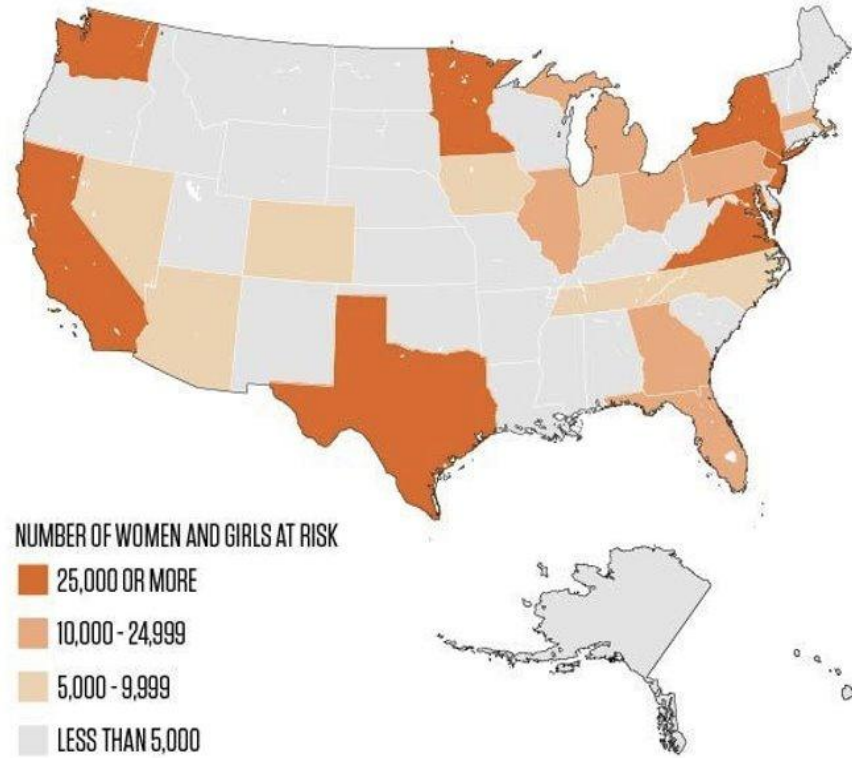 NUMBER OF WOMEN AND GIRLS AT RISK
25,000 OR MORE
10,000 - 24,999
5,000 - 9,999
LESS THAN 5,000